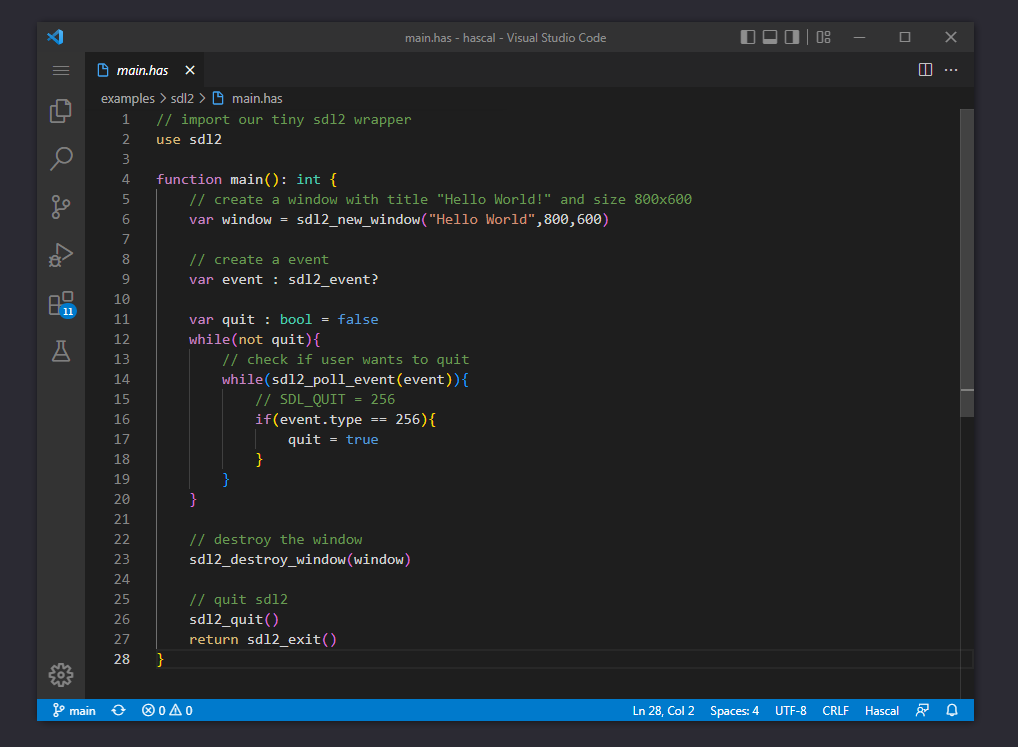 main.has - hascal - Visual Studio Code
main.has
examples > sdl2 > main.has
1 // import our tiny sdl2 wrapper
2 use sdl2
3
4 function main(): int {
5     // create a window with title "Hello World!" and size 800x600
6     var window = sdl2_new_window("Hello World",800,600)
7
8     // create a event
9     var event : sdl2_event?
10
11     var quit : bool = false
12     while(not quit){
13         // check if user wants to quit
14         while(sdl2_poll_event(event)){
15             // SDL_QUIT = 256
16             if(event.type == 256){
17                 quit = true
18             }
19         }
20     }
21
22     // destroy the window
23     sdl2_destroy_window(window)
24
25     // quit sdl2
26     sdl2_quit()
27     return sdl2_exit()
28 }
11
main 0 0 Ln 28, Col 2 Spaces: 4 UTF-8 CRLF Hascal